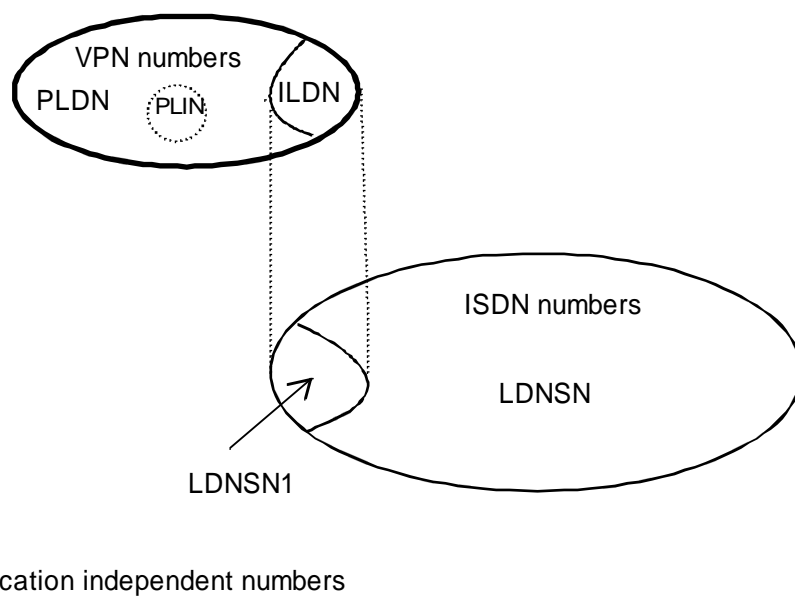 VPN numbers
PLDN
PLIN
ILDN
ISDN numbers
LDNSN
LDNSN1
cation independent numbers